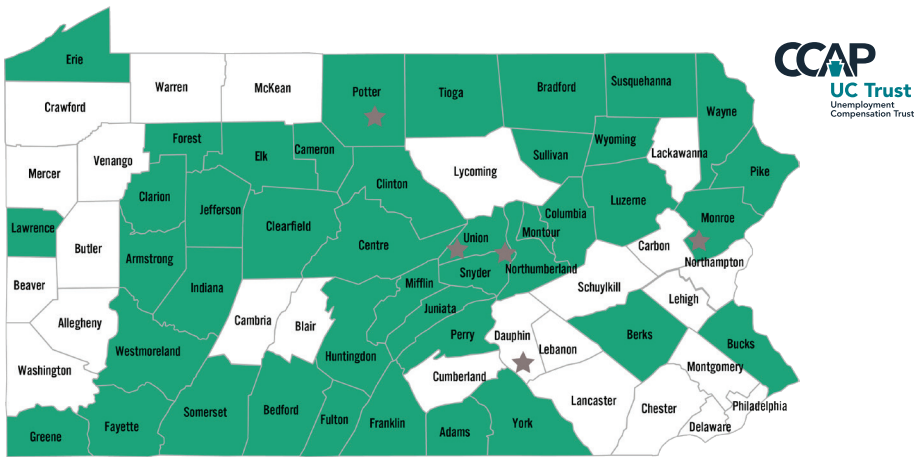 Erie
Warren
McKean
Potter
Tioga
Bradford
Susquehanna
Wayne
CCAP
UC Trust
Unemployment
Compensation Trust
Crawford
Forest
Elk
Cameron
Sullivan
Wyoming
Lackawanna
Mercer
Venango
Lycoming
Pike
Clinton
Clarion
Jefferson
Luzerne
Columbia
Monroe
Lawrence
Clearfield
Centre
Union
Montour
Butler
Carbon
Armstrong
Northampton
Snyder
Northumberland
Beaver
Indiana
Mifflin
Schuylkill
Lehigh
Juniata
Allegheny
Cambria
Blair
Perry
Dauphin
Berks
Bucks
Westmoreland
Huntingdon
Lebanon
Washington
Montgomery
Cumberland
Lancaster
Chester
Philadelphia
Somerset
Bedford
Fulton
Franklin
York
Greene
Fayette
Adams
Delaware